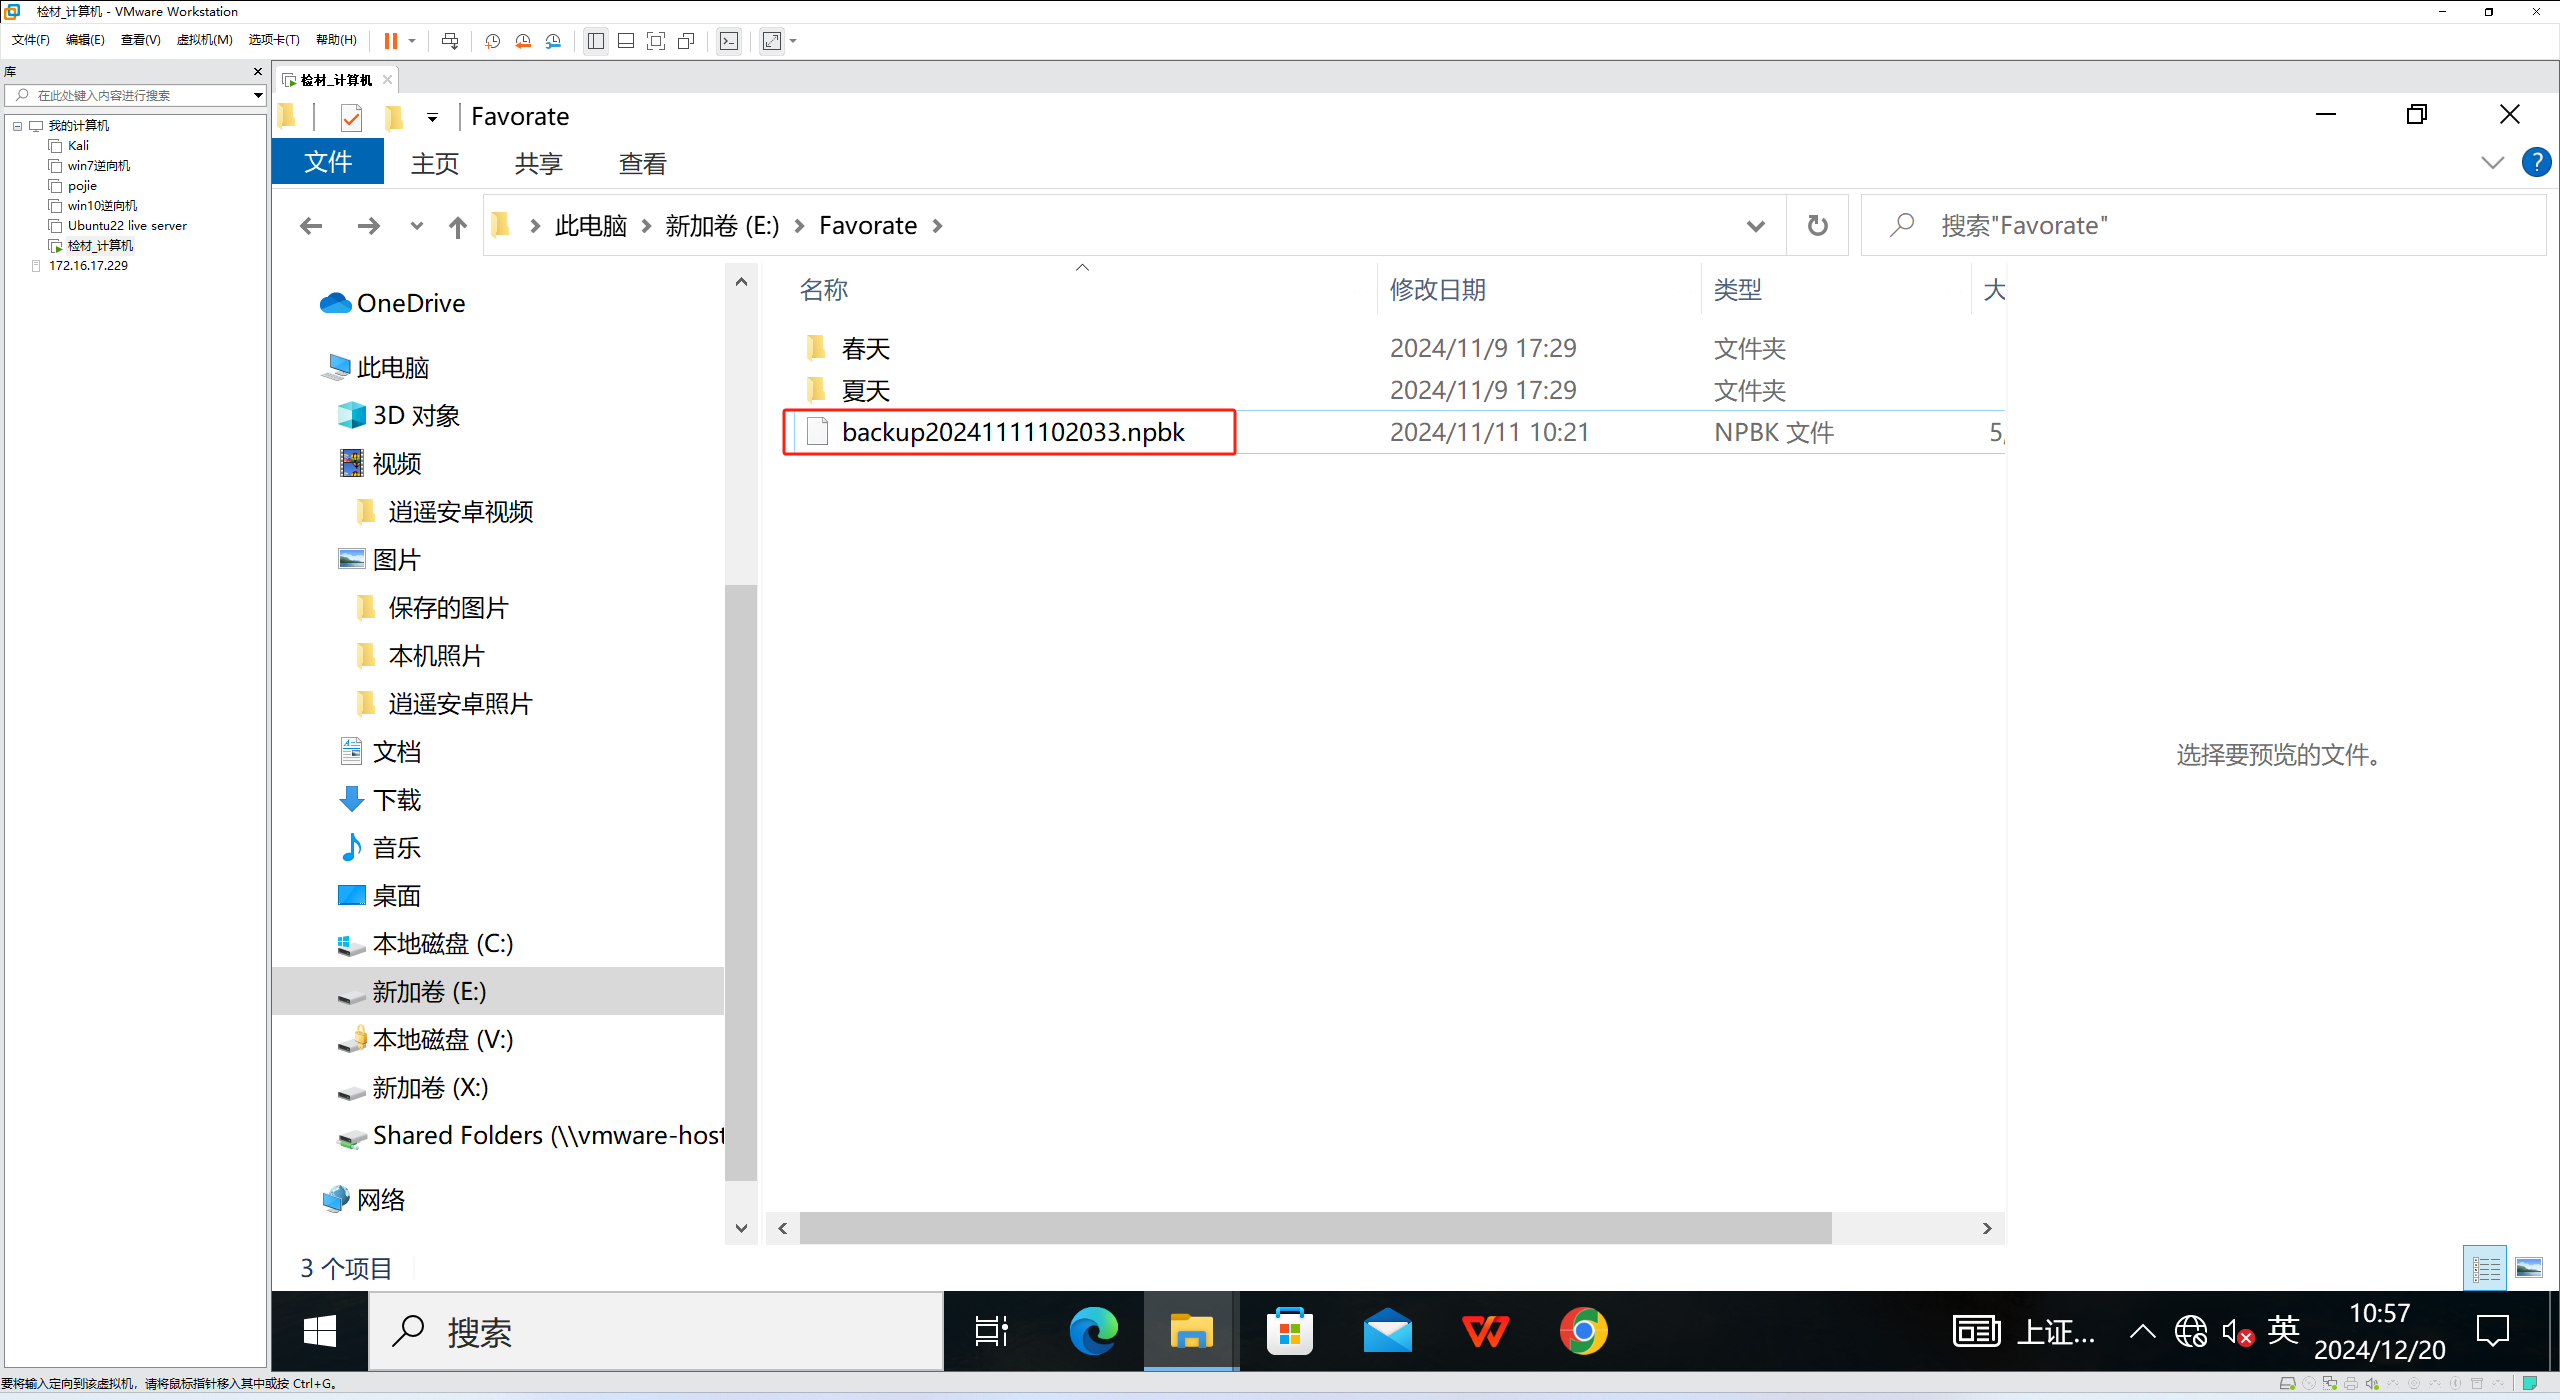 检材_计算机 - VMware Workstation
文件(F) 编辑(E) 查看(V) 虚拟机(M) 选项卡(T) 帮助(H)
库
在此处键入内容进行搜索
我的计算机
Kali
win7逆向机
pojie
win10逆向机
Ubuntu22 live server
检材_计算机
172.16.17.229
检材_计算机
Favorate
文件 主页 共享 查看
此电脑 新加卷 (E:) Favorate
搜索"Favorate"
OneDrive
此电脑
3D 对象
视频
逍遥安卓视频
图片
保存的图片
本机照片
逍遥安卓照片
文档
下载
音乐
桌面
本地磁盘 (C:)
新加卷 (E:)
本地磁盘 (V:)
新加卷 (X:)
Shared Folders (\\vmware-host
网络
名称 修改日期 类型 大
春天 2024/11/9 17:29 文件夹
夏天 2024/11/9 17:29 文件夹
backup20241111102033.npbk 2024/11/11 10:21 NPBK 文件 5,
选择要预览的文件。
3 个项目
搜索
上证...
英
10:57
2024/12/20
要将输入定向到该虚拟机，请将鼠标指针移入其中或按 Ctrl+G。